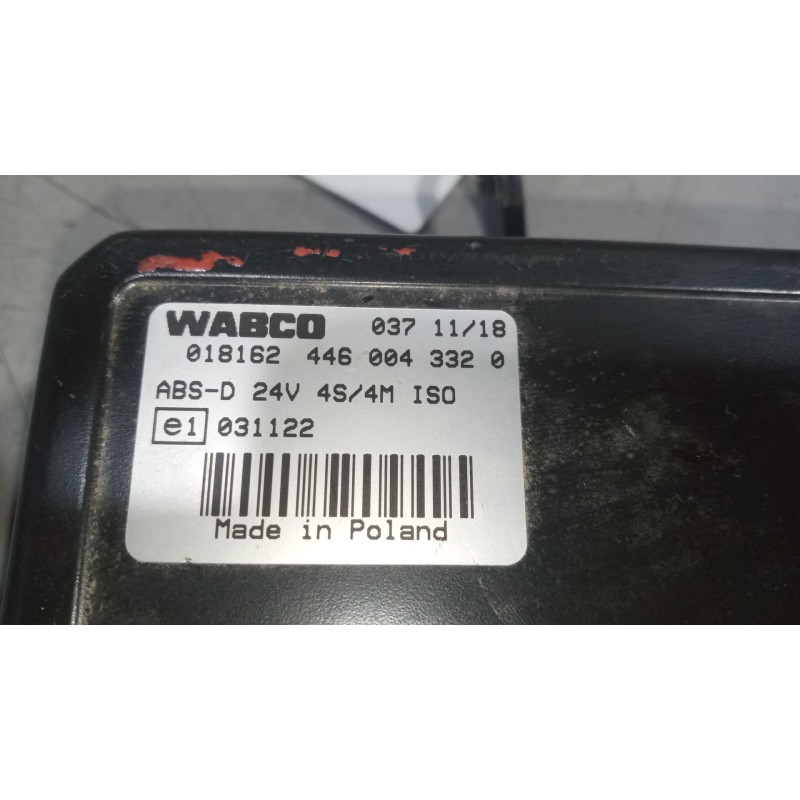 WABCO 037 11/18
018162 446 004 332 0
ABS-D 24V 4S/4M ISO
e1 031122
Made in Poland